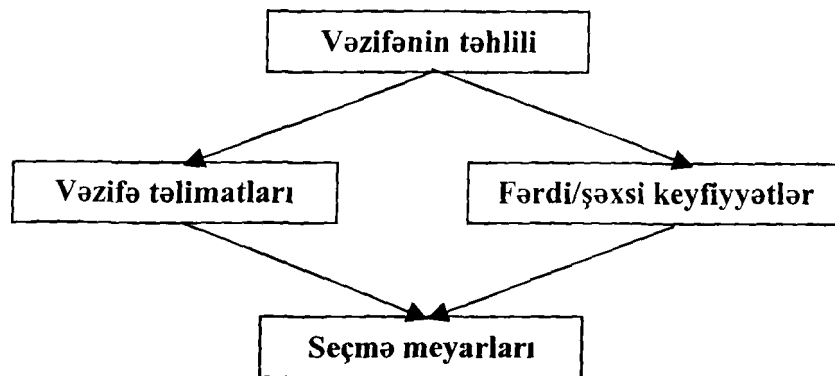 Vəzifənin təhlili
Vəzifə təlimatları
Fərdi/şəxsi keyfiyyətlər
Seçmə meyarları